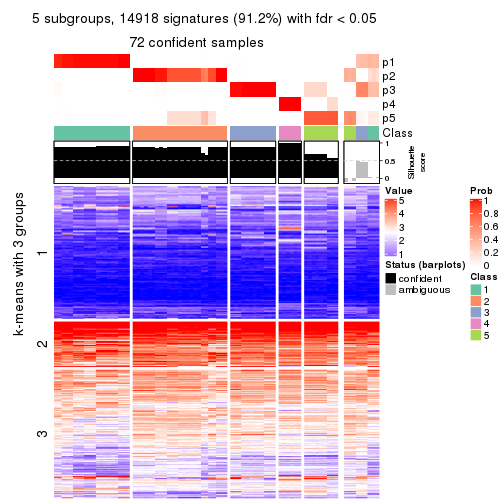 5 subgroups, 14918 signatures (91.2%) with fdr < 0.05
72 confident samples
p1
p2
p3
p4
p5
Class
1
0.5
0
Silhouette
score
k-means with 3 groups
1
2
3
Value
5
4
3
2
1
Status (barplots)
confident
ambiguous
Prob
1
0.8
0.6
0.4
0.2
0
Class
1
2
3
4
5